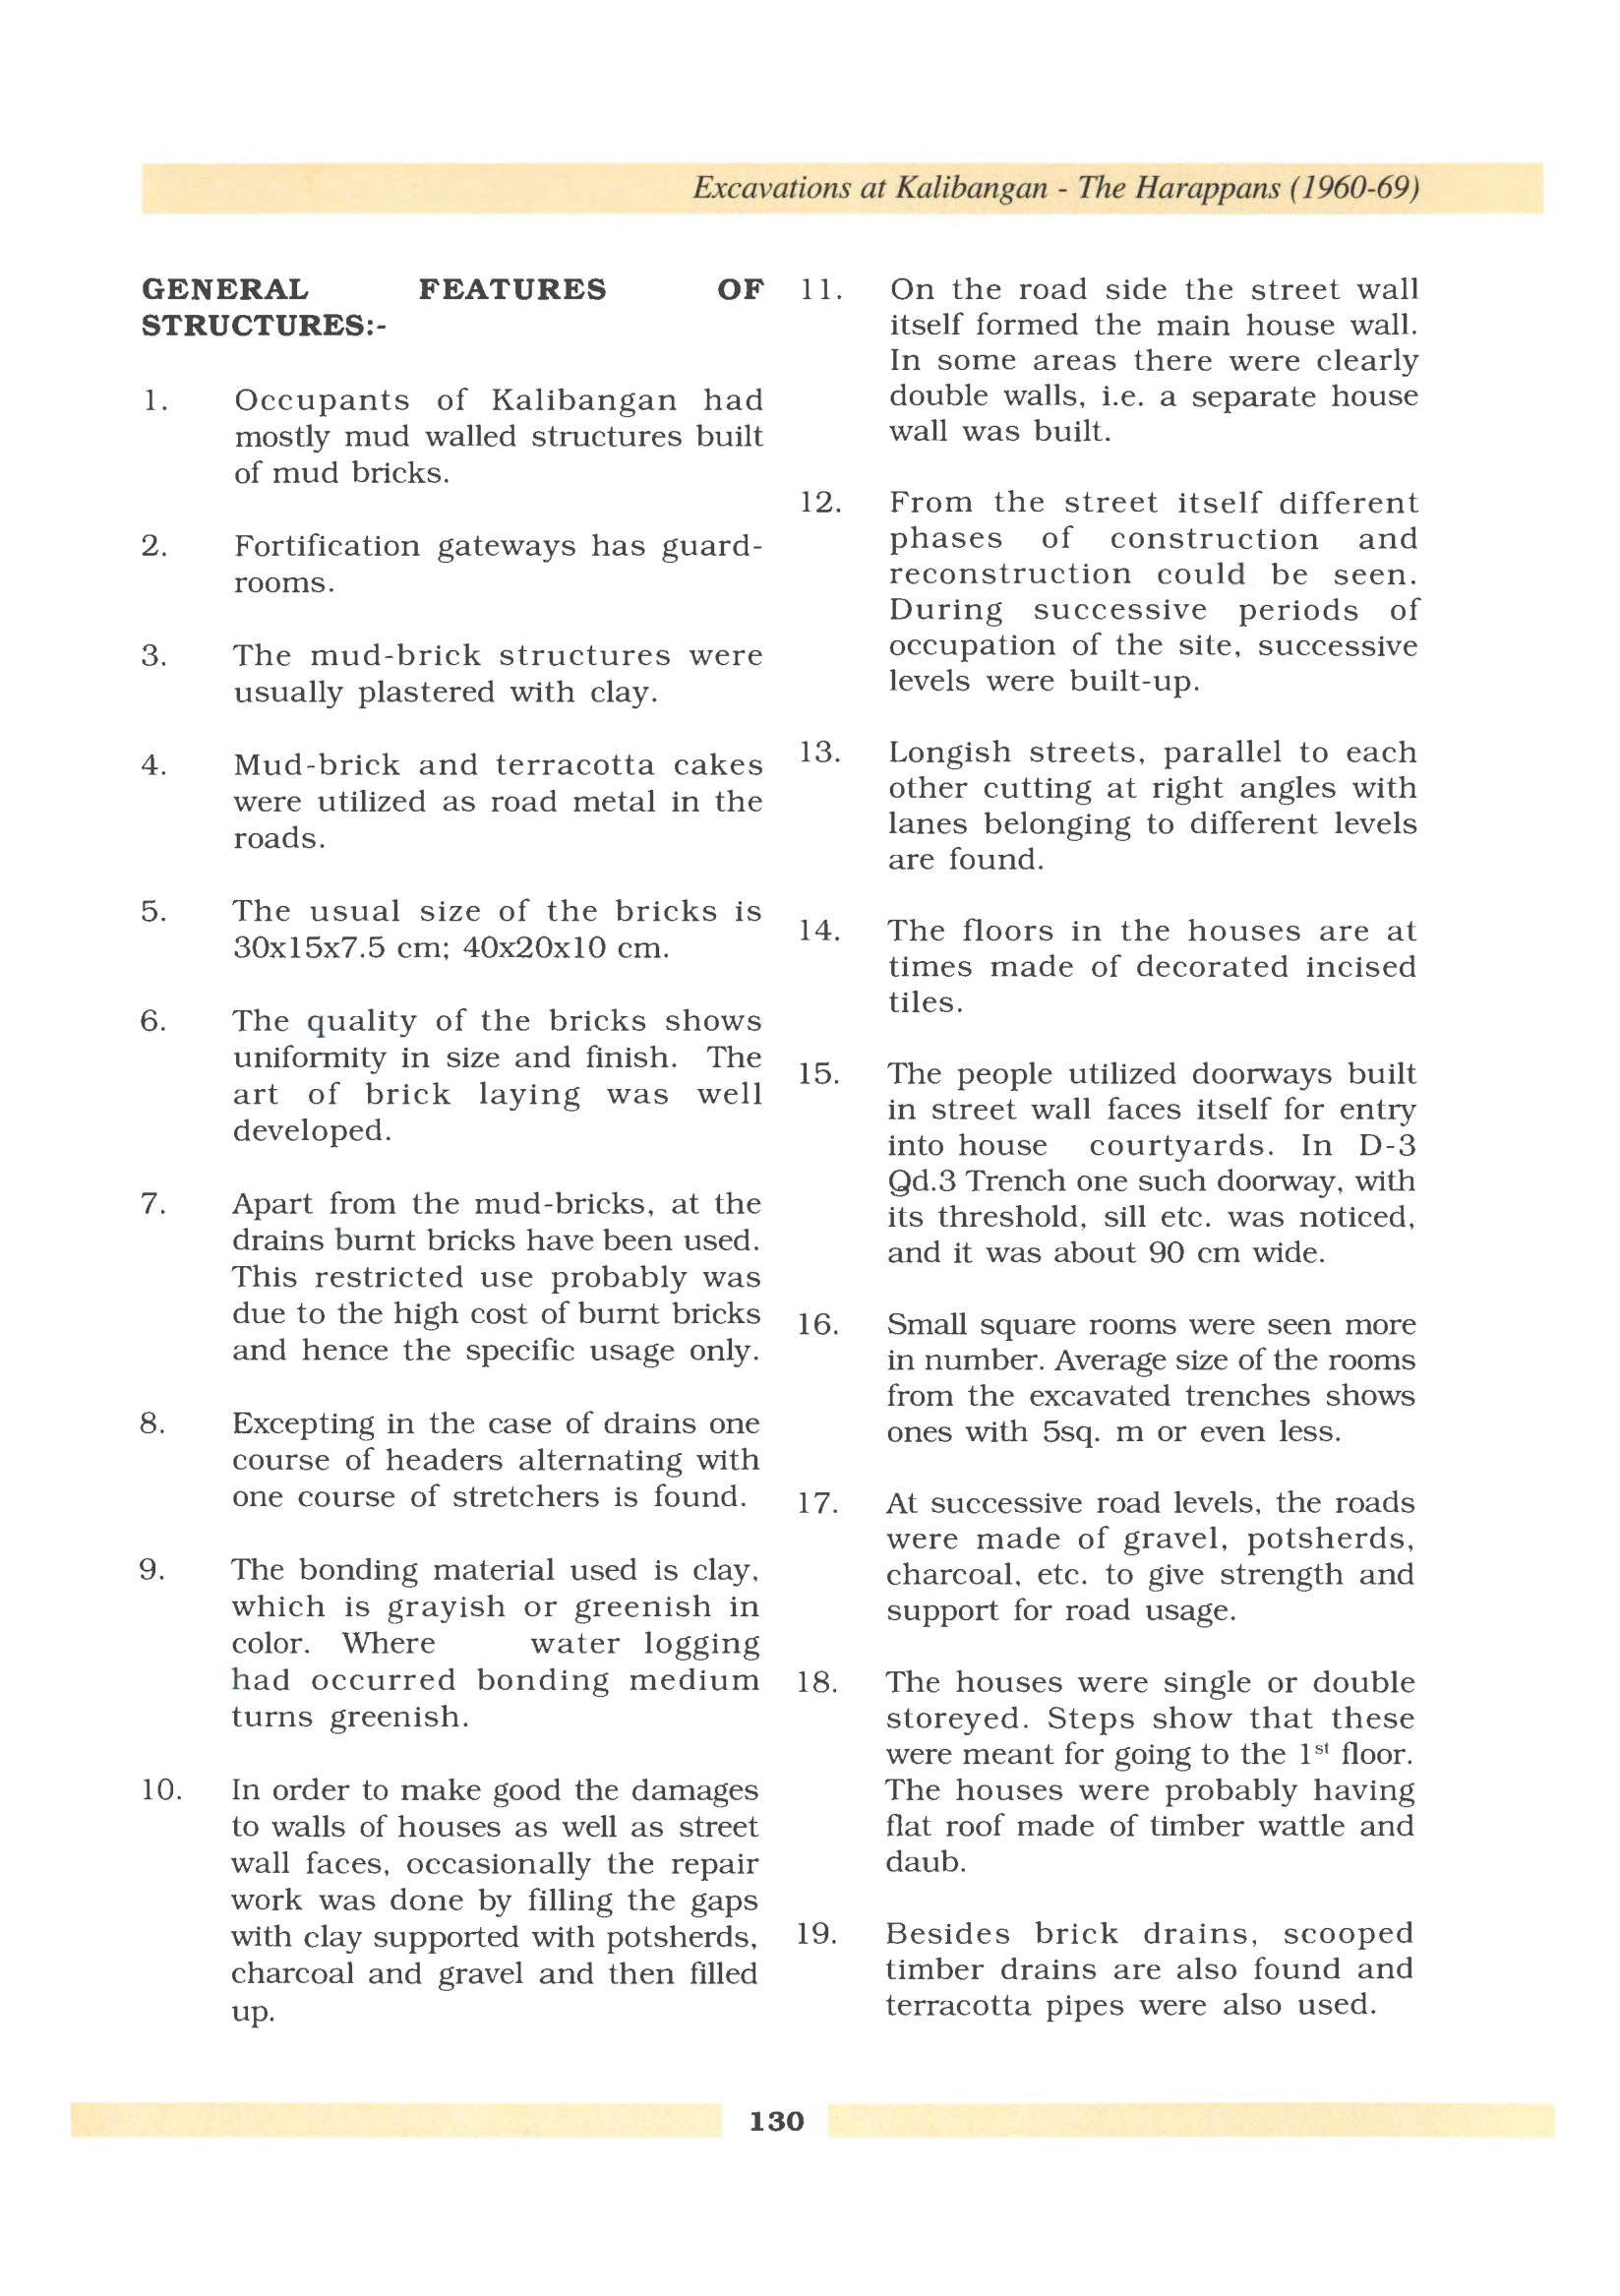 Excavations at Kalibangan - The Harappans (1960-69)
GENERAL FEATURES OF
STRUCTURES:-
1. Occupants of Kalibangan had
mostly mud walled structures built
of mud bricks.
2. Fortification gateways has guard-
rooms.
3. The mud-brick structures were
usually plastered with clay.
4. Mud-brick and terracotta cakes
were utilized as road metal in the
roads.
5. The usual size of the bricks is
30x15x7.5 cm; 40x20x10 cm.
6. The quality of the bricks shows
uniformity in size and finish. The
art of brick laying was well
developed.
7. Apart from the mud-bricks, at the
drains burnt bricks have been used.
This restricted use probably was
due to the high cost of burnt bricks
and hence the specific usage only.
8. Excepting in the case of drains one
course of headers alternating with
one course of stretchers is found.
9. The bonding material used is clay,
which is grayish or greenish in
color. Where water logging
had occurred bonding medium
turns greenish.
10. In order to make good the damages
to walls of houses as well as street
wall faces, occasionally the repair
work was done by filling the gaps
with clay supported with potsherds,
charcoal and gravel and then filled
up.
11. On the road side the street wall
itself formed the main house wall.
In some areas there were clearly
double walls, i.e. a separate house
wall was built.
12. From the street itself different
phases of construction and
reconstruction could be seen.
During successive periods of
occupation of the site, successive
levels were built-up.
13. Longish streets, parallel to each
other cutting at right angles with
lanes belonging to different levels
are found.
14. The floors in the houses are at
times made of decorated incised
tiles.
15. The people utilized doorways built
in street wall faces itself for entry
into house courtyards. In D-3
Qd.3 Trench one such doorway, with
its threshold, sill etc. was noticed,
and it was about 90 cm wide.
16. Small square rooms were seen more
in number. Average size of the rooms
from the excavated trenches shows
ones with 5sq. m or even less.
17. At successive road levels, the roads
were made of gravel, potsherds,
charcoal, etc. to give strength and
support for road usage.
18. The houses were single or double
storeyed. Steps show that these
were meant for going to the 1st floor.
The houses were probably having
flat roof made of timber wattle and
daub.
19. Besides brick drains, scooped
timber drains are also found and
terracotta pipes were also used.
130